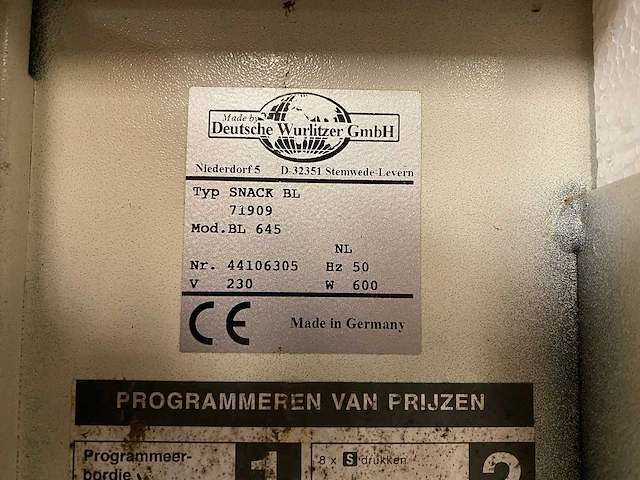 Made by
Deutsche Wurlitzer GmbH
Niederdorf 5 D-32351 Stemwede-Levern
Typ SNACK BL
71909
Mod.BL 645
NL
Nr. 44106305 Hz 50
V 230 W 600
CE Made in Germany
PROGRAMMEREN VAN PRIJZEN
Programmeer-
bordje
1
8 x S drukken
2